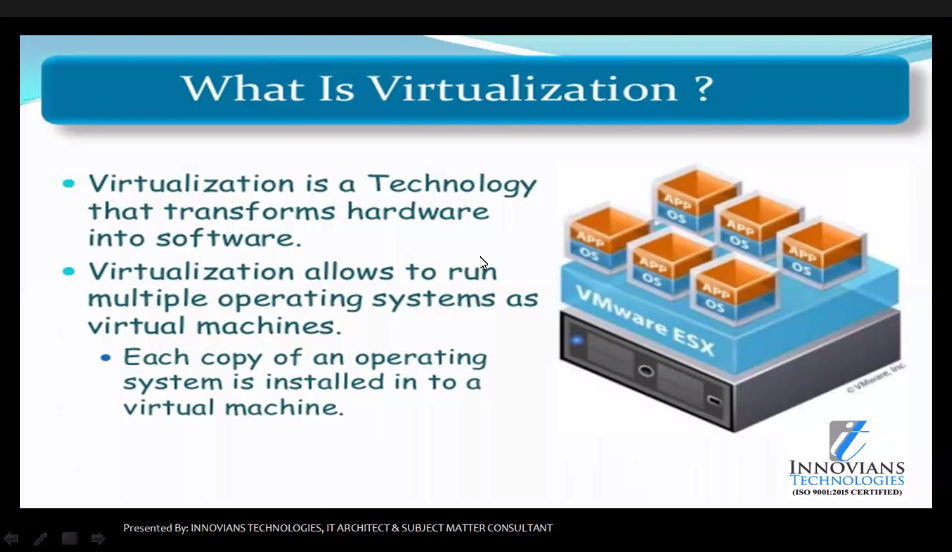 What Is Virtualization ?
Virtualization is a Technology
that transforms hardware
into software.
Virtualization allows to run
multiple operating systems as
virtual machines.
Each copy of an operating
system is installed in to a
virtual machine.
APP
OS
APP
OS
APP
OS
APP
OS
APP
OS
APP
OS
VMware ESX
© VMware, Inc.
it
INNOVIANS
TECHNOLOGIES
(ISO 9001:2015 CERTIFIED)
Presented By: INNOVIANS TECHNOLOGIES, IT ARCHITECT & SUBJECT MATTER CONSULTANT